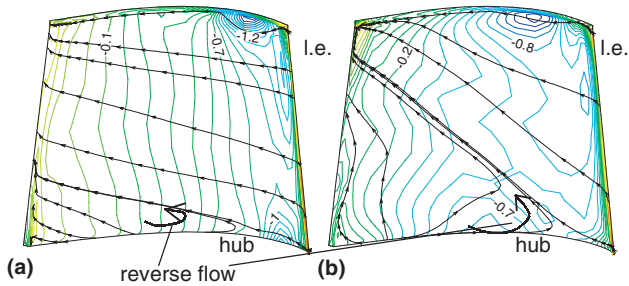 -0.1
-0.7
-1.2
l.e.
-0.2
-0.8
l.e.
-1
-0.7
hub
hub
(a)
reverse flow
(b)